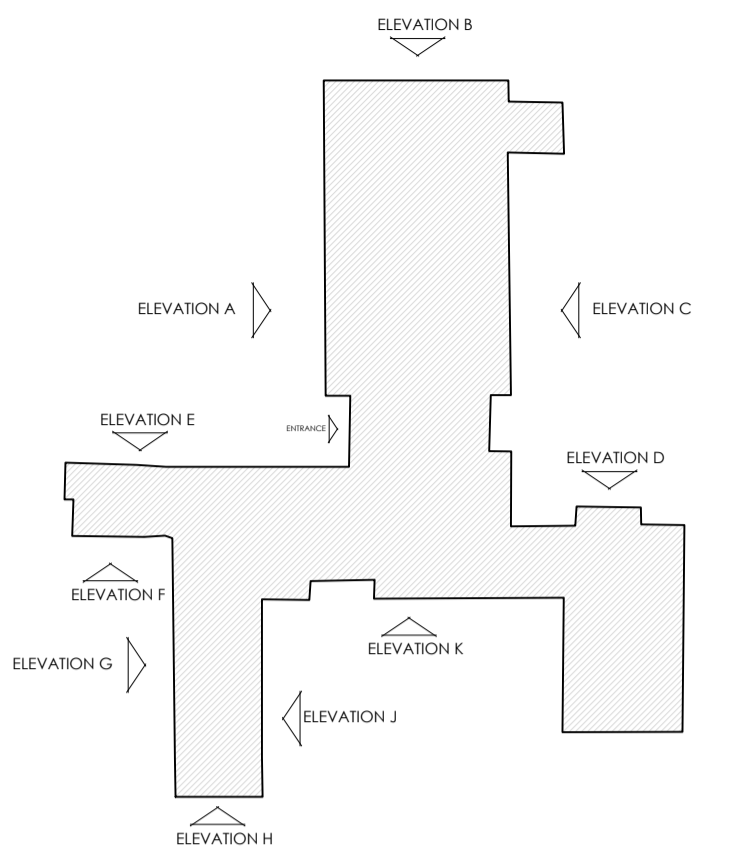 ELEVATION B
ELEVATION A
ELEVATION C
ELEVATION E
ENTRANCE
ELEVATION D
ELEVATION F
ELEVATION K
ELEVATION G
ELEVATION J
ELEVATION H